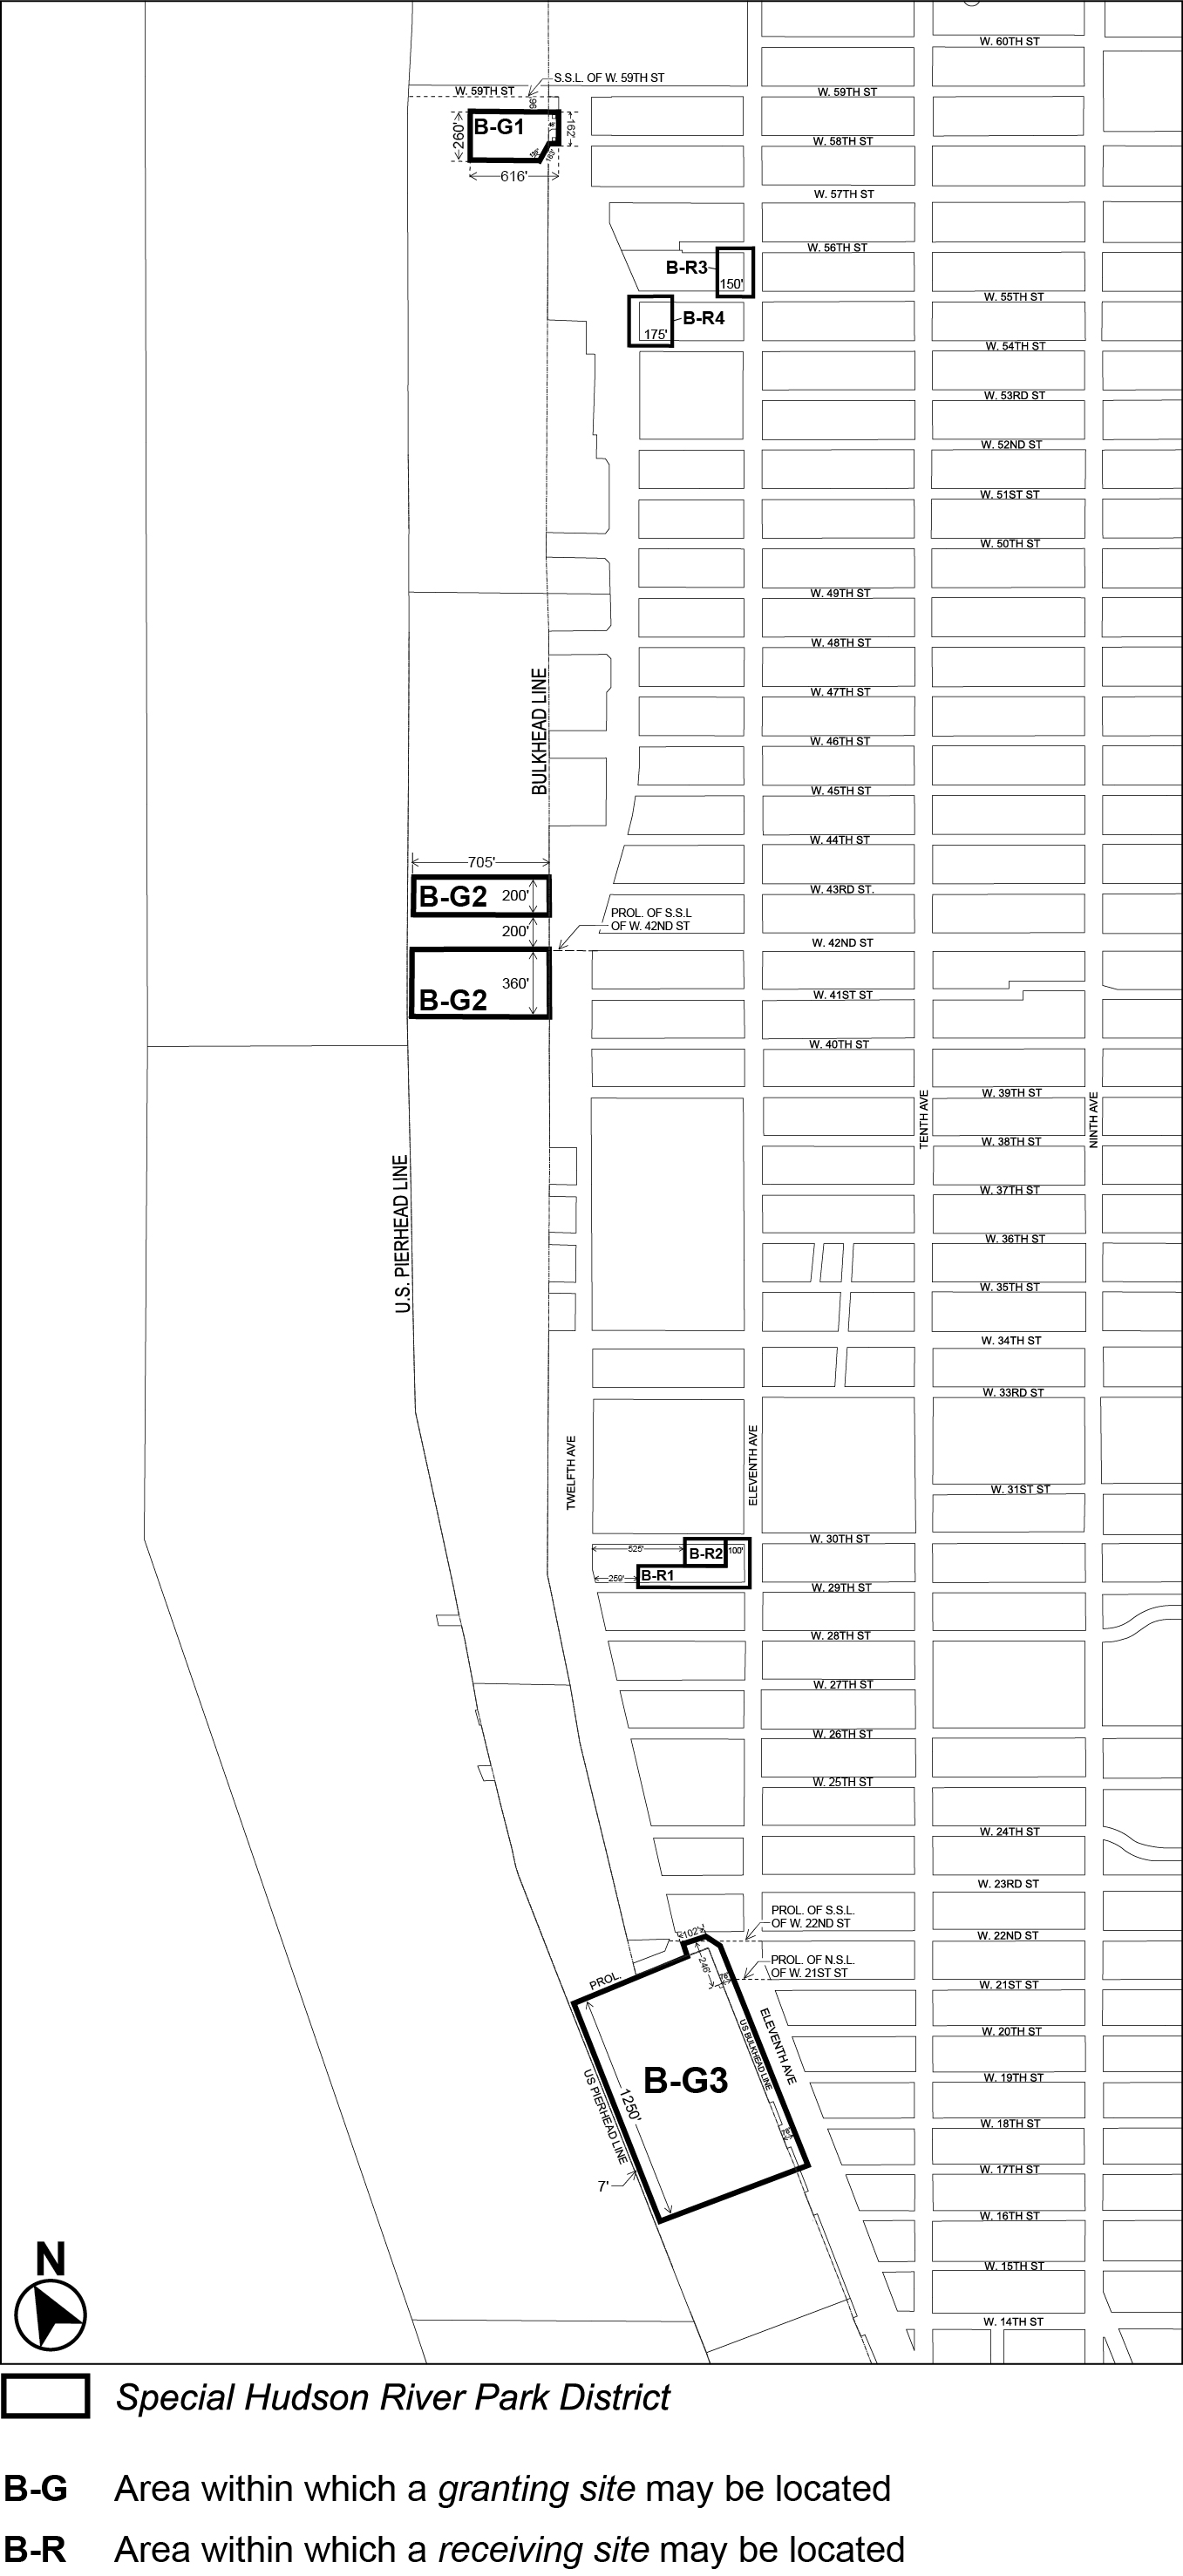 W. 60TH ST
S.S.L. OF W. 59TH ST
W. 59TH ST
W. 59TH ST
96'
B-G1
260'
162'
183'
616'
W. 58TH ST
W. 57TH ST
W. 56TH ST
B-R3
150'
W. 55TH ST
B-R4
175'
W. 54TH ST
W. 53RD ST
W. 52ND ST
W. 51ST ST
W. 50TH ST
W. 49TH ST
W. 48TH ST
BULKHEAD LINE
W. 47TH ST
W. 46TH ST
W. 45TH ST
W. 44TH ST
705'
B-G2
200'
W. 43RD ST.
PROL. OF S.S.L
OF W. 42ND ST
200'
W. 42ND ST
360'
B-G2
W. 41ST ST
W. 40TH ST
W. 39TH ST
TENTH AVE
NINTH AVE
W. 38TH ST
U.S. PIERHEAD LINE
W. 37TH ST
W. 36TH ST
W. 35TH ST
W. 34TH ST
W. 33RD ST
TWELFTH AVE
ELEVENTH AVE
W. 31ST ST
W. 30TH ST
525'
B-R2
100'
259'
B-R1
W. 29TH ST
W. 28TH ST
W. 27TH ST
W. 26TH ST
W. 25TH ST
W. 24TH ST
W. 23RD ST
PROL. OF S.S.L.
OF W. 22ND ST
102'
W. 22ND ST
246'
PROL. OF N.S.L.
OF W. 21ST ST
PROL.
W. 21ST ST
W. 20TH ST
ELEVENTH AVE
US BULKHEAD LINE
B-G3
W. 19TH ST
US PIERHEAD LINE
1250'
W. 18TH ST
W. 17TH ST
7'
W. 16TH ST
W. 15TH ST
N
W. 14TH ST
Special Hudson River Park District
B-G Area within which a granting site may be located
B-R Area within which a receiving site may be located